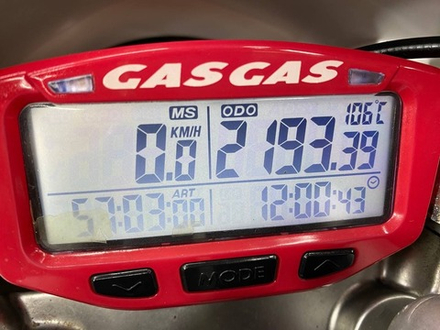 GASGAS
MS ODO 106°C
0.0 KM/H 2193.39
ART
57:03:00 12:00:43
MODE